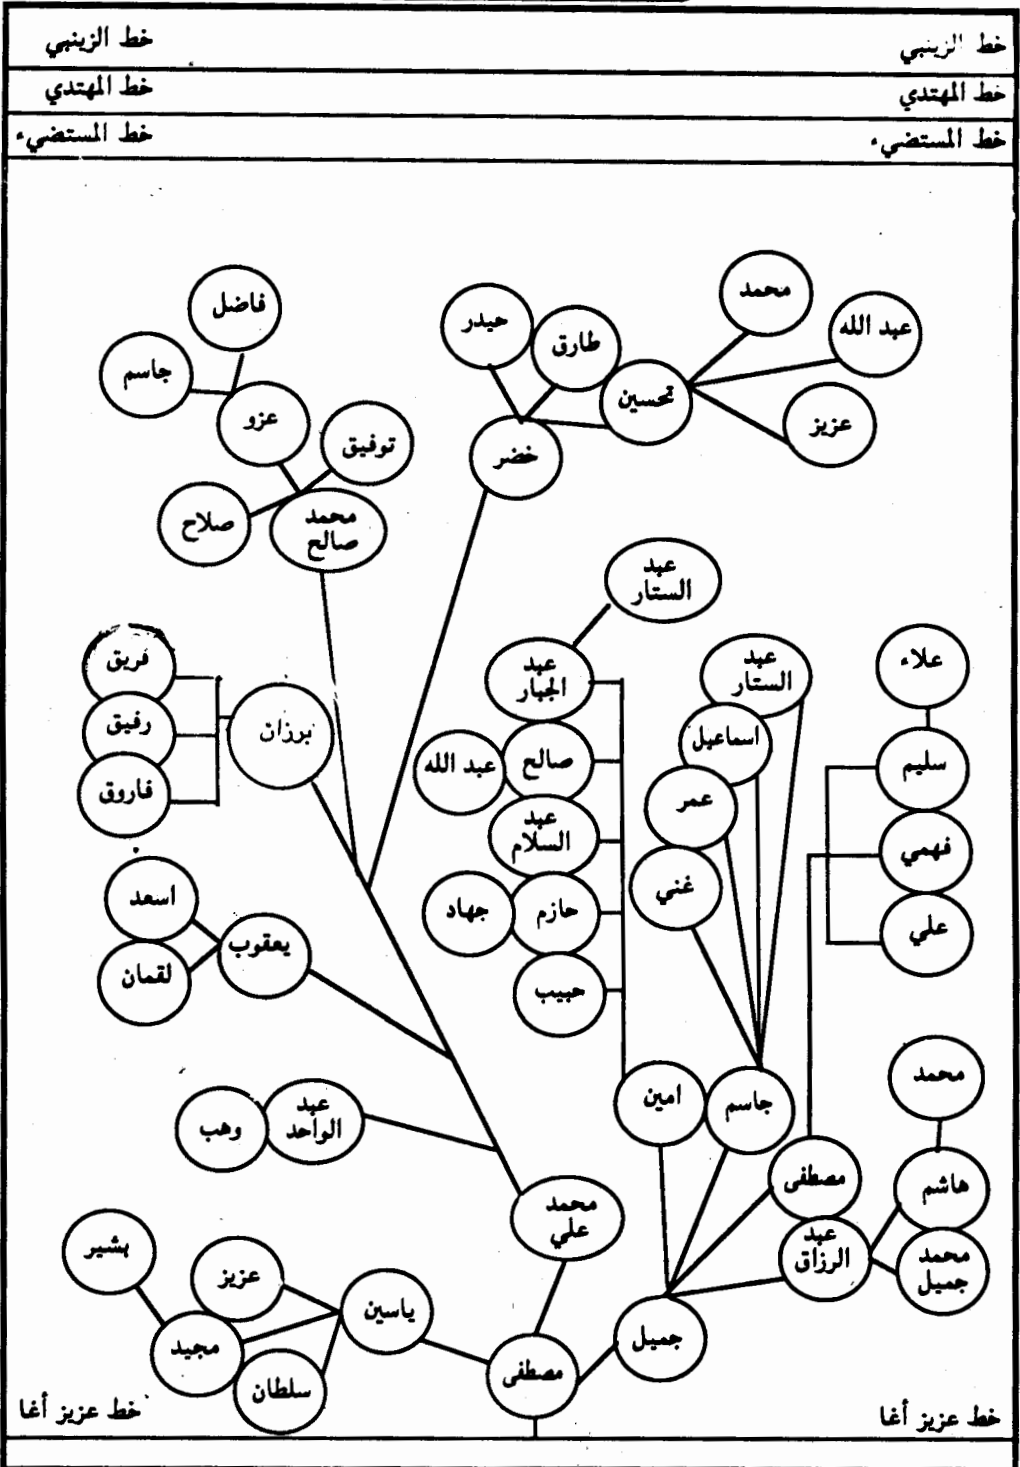 خط الزينبي
خط الزينبي
خط المهتدي
خط المهتدي
خط المستضيء
خط المستضيء
محمد
عبد الله
عزيز
تحسين
طارق
حيدر
خضر
فاضل
جاسم
عزو
توفيق
صلاح
محمد
صالح
عبد
الستار
علاء
سليم
فهمي
علي
عبد
الستار
اسماعيل
عمر
غني
عبد
الجبار
صالح
عبد الله
عبد
السلام
حازم
جهاد
حبيب
برزان
فريق
رفيق
فاروق
يعقوب
اسعد
لقمان
عبد
الواحد
وهب
محمد
هاشم
محمد
جميل
مصطفى
عبد
الرزاق
جاسم
امين
محمد
علي
جميل
مصطفى
ياسين
عزيز
مجيد
سلطان
بشير
خط عزيز أغا
خط عزيز أغا